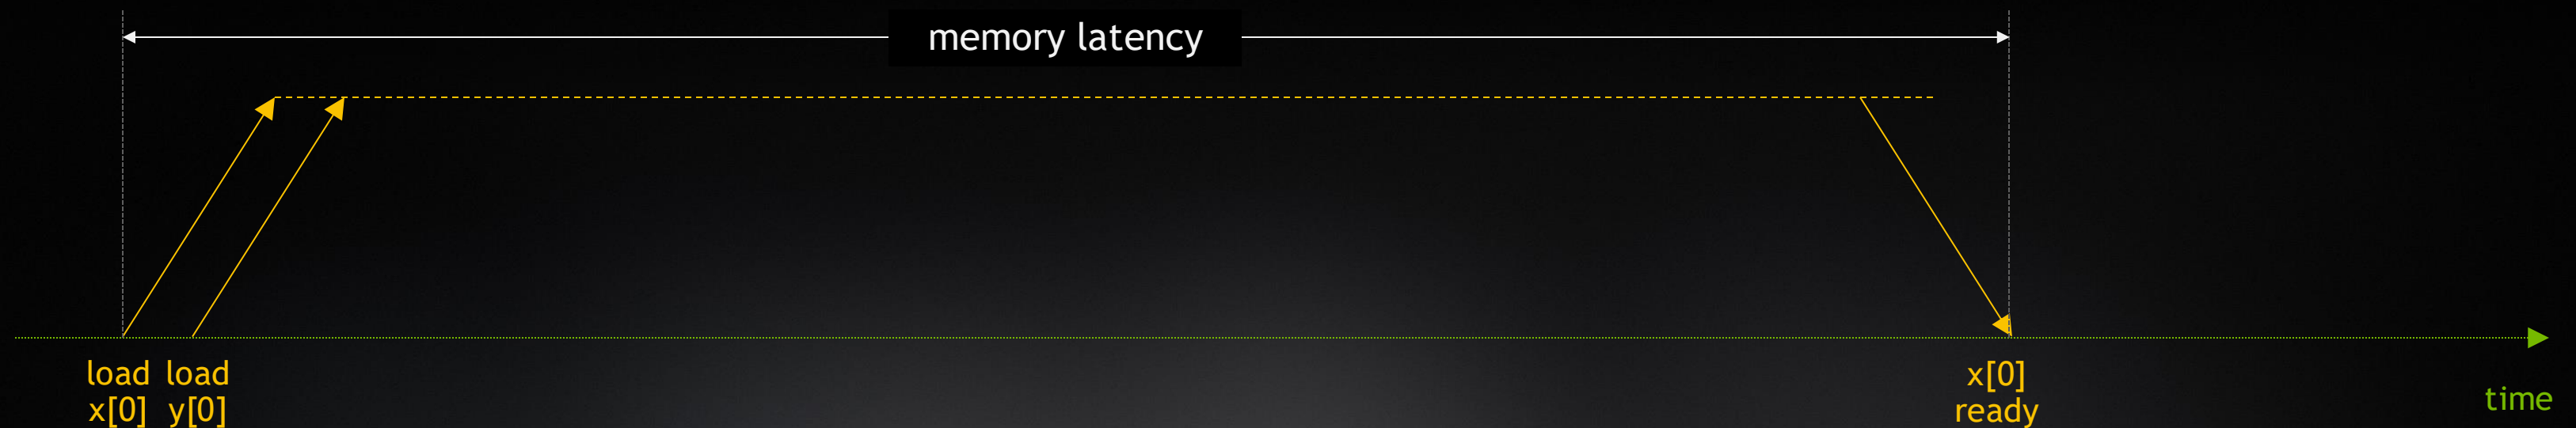 memory latency
load load
x[0] y[0]
x[0]
ready
time